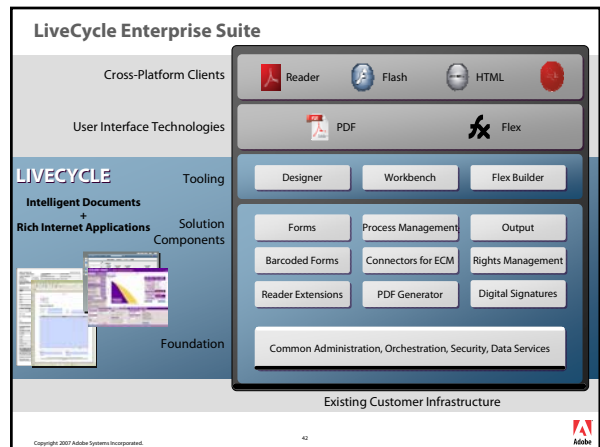 LiveCycle Enterprise Suite
Cross-Platform Clients
Reader
Flash
HTML
User Interface Technologies
PDF
Flex
LIVECYCLE
Intelligent Documents
+
Rich Internet Applications
Tooling
Designer
Workbench
Flex Builder
Solution
Components
Forms
Process Management
Output
Barcoded Forms
Connectors for ECM
Rights Management
Reader Extensions
PDF Generator
Digital Signatures
Foundation
Common Administration, Orchestration, Security, Data Services
Existing Customer Infrastructure
Copyright 2007 Adobe Systems Incorporated.
42
Adobe